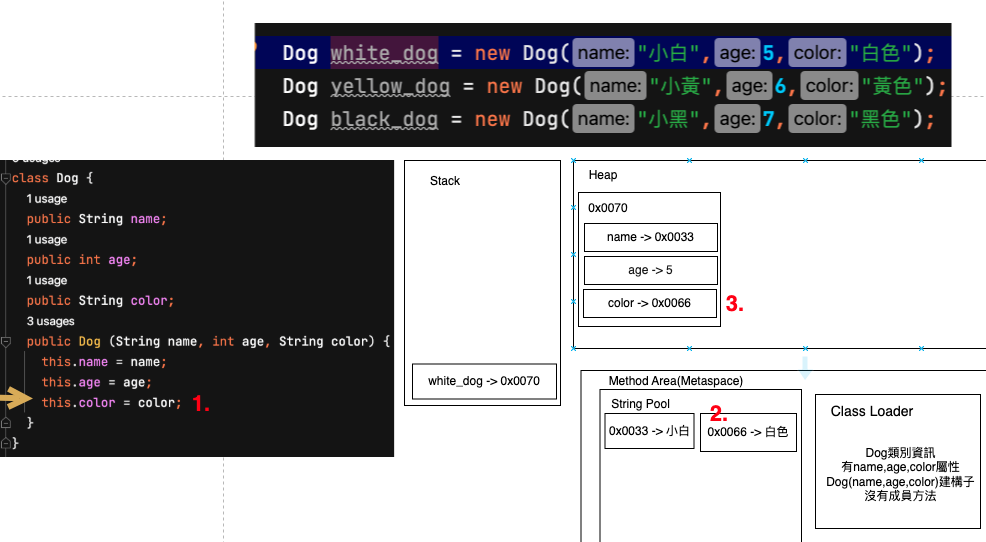 Dog white_dog = new Dog( name: "小白", age: 5, color: "白色");
Dog yellow_dog = new Dog( name: "小黃", age: 6, color: "黃色");
Dog black_dog = new Dog( name: "小黑", age: 7, color: "黑色");
class Dog {
1 usage
public String name;
1 usage
public int age;
1 usage
public String color;
3 usages
public Dog (String name, int age, String color) {
this.name = name;
this.age = age;
this.color = color; 1.
}
}
Stack
white_dog -> 0x0070
Heap
0x0070
name -> 0x0033
age -> 5
color -> 0x0066
3.
Method Area(Metaspace)
String Pool
2.
0x0033 -> 小白
0x0066 -> 白色
Class Loader
Dog類別資訊
有name,age,color屬性
Dog(name,age,color)建構子
沒有成員方法